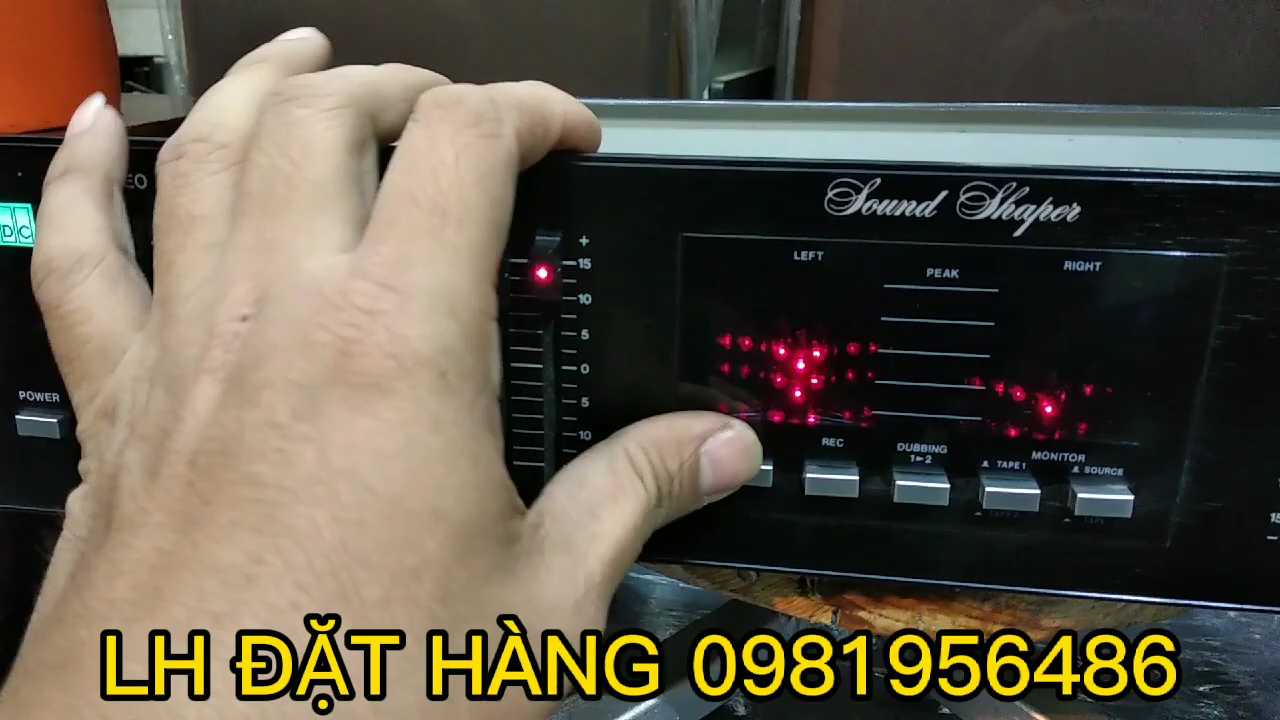 Sound Shaper
LEFT
PEAK
RIGHT
+
15
10
5
0
5
10
POWER
REC
DUBBING
1►2
MONITOR
TAPE 1
SOURCE
LH ĐẶT HÀNG 0981956486